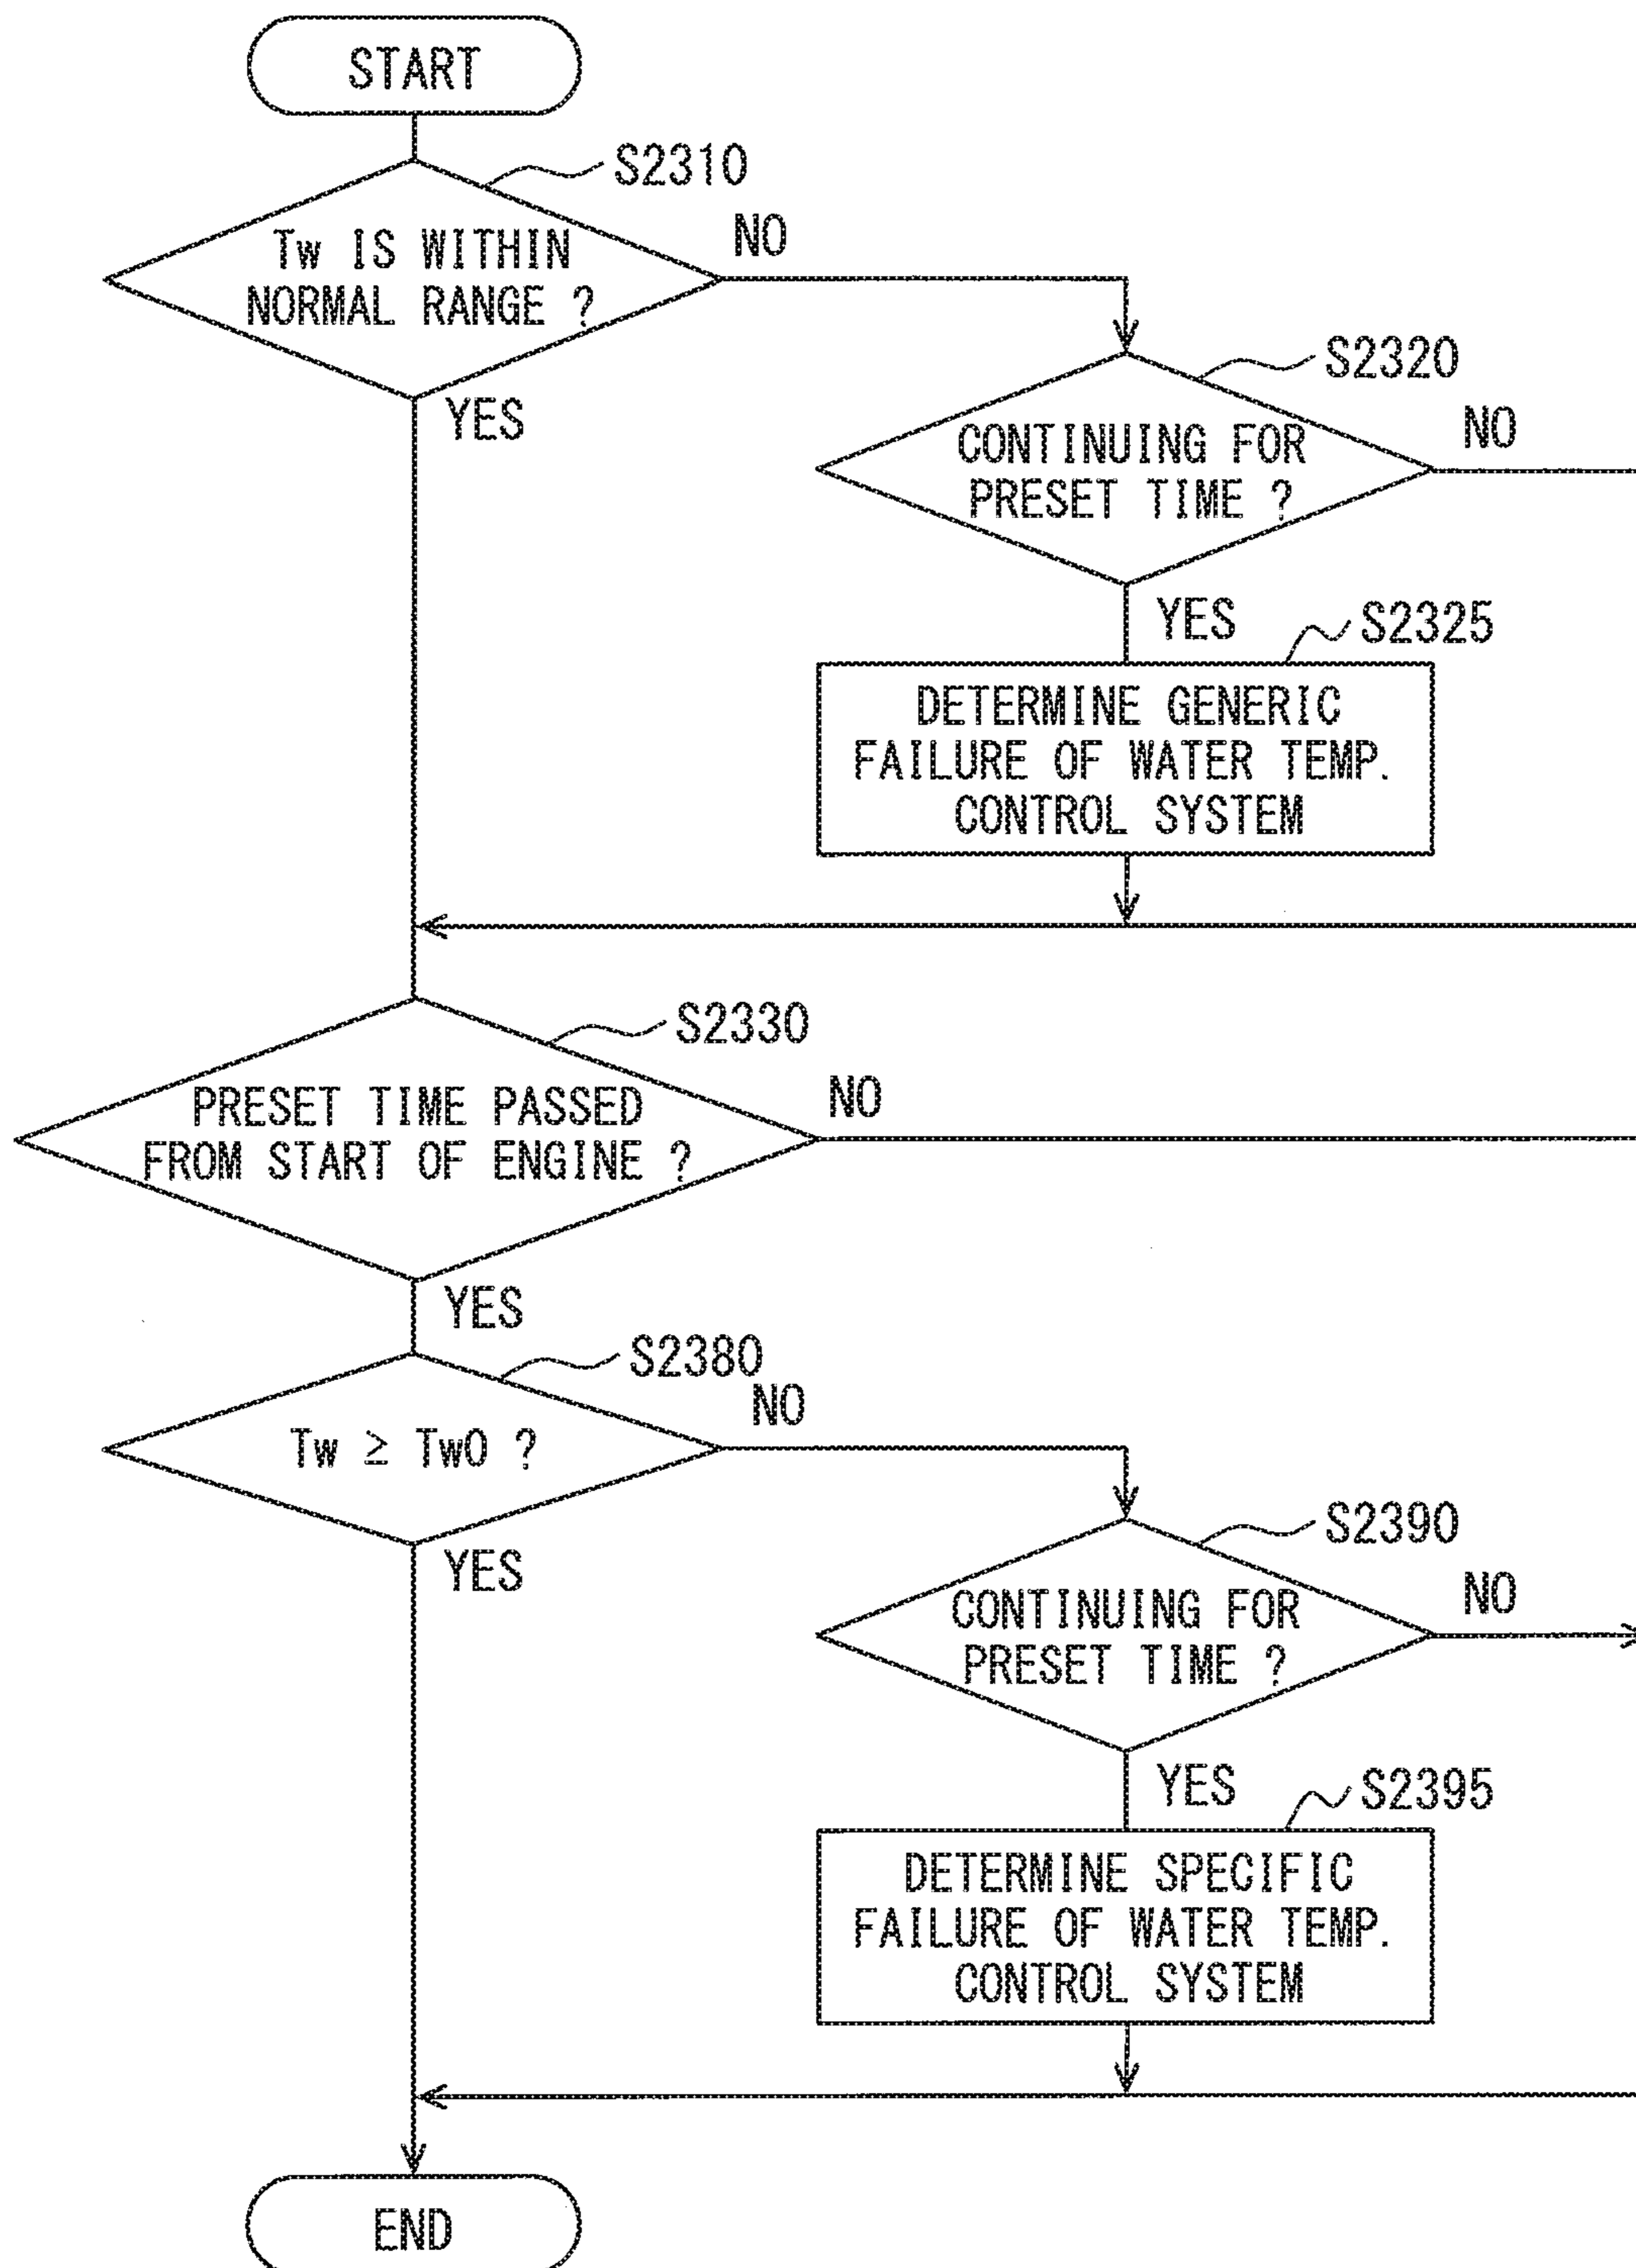 START
S2310
Tw IS WITHIN
NORMAL RANGE ?
NO
YES
S2320
CONTINUING FOR
PRESET TIME ?
NO
YES
S2325
DETERMINE GENERIC
FAILURE OF WATER TEMP.
CONTROL SYSTEM
S2330
PRESET TIME PASSED
FROM START OF ENGINE ?
NO
YES
S2380
Tw ≥ Tw0 ?
NO
YES
S2390
CONTINUING FOR
PRESET TIME ?
NO
YES
S2395
DETERMINE SPECIFIC
FAILURE OF WATER TEMP.
CONTROL SYSTEM
END